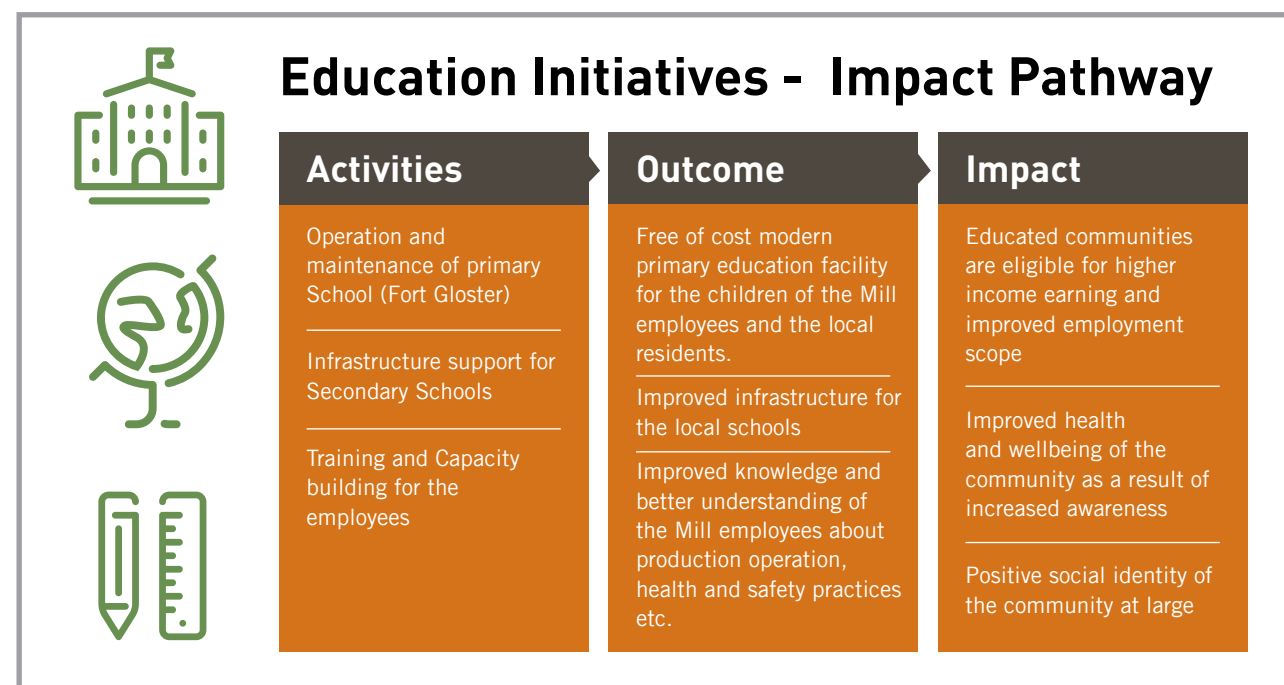 Education Initiatives - Impact Pathway
Activities
Operation and
maintenance of primary
School (Fort Gloster)
Infrastructure support for
Secondary Schools
Training and Capacity
building for the
employees
Outcome
Free of cost modern
primary education facility
for the children of the Mill
employees and the local
residents.
Improved infrastructure for
the local schools
Improved knowledge and
better understanding of
the Mill employees about
production operation,
health and safety practices
etc.
Impact
Educated communities
are eligible for higher
income earning and
improved employment
scope
Improved health
and wellbeing of the
community as a result of
increased awareness
Positive social identity of
the community at large